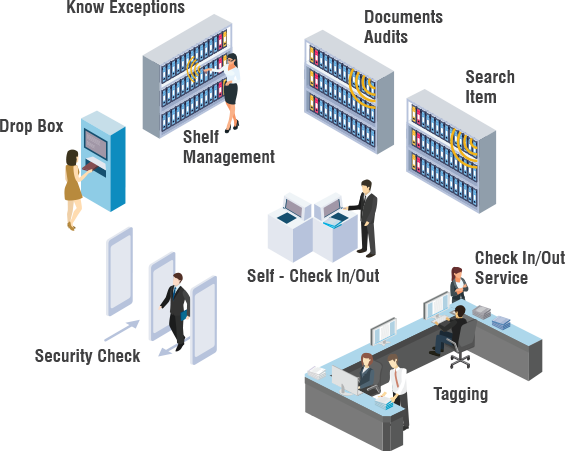 Know Exceptions
Documents
Audits
Search
Item
Drop Box
Shelf
Management
Self - Check In/Out
Check In/Out
Service
Security Check
Tagging